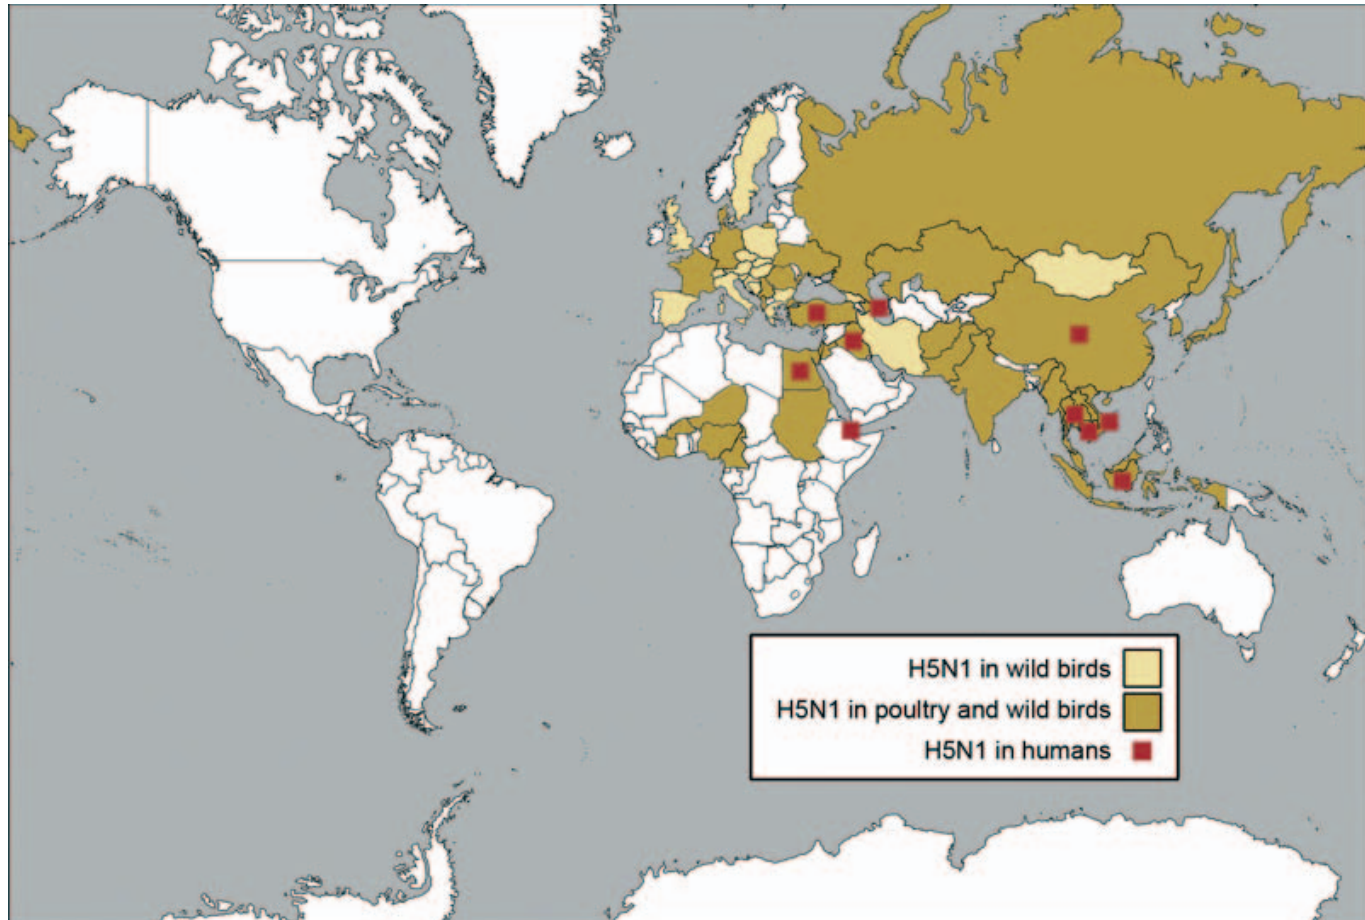 H5N1 in wild birds
H5N1 in poultry and wild birds
H5N1 in humans